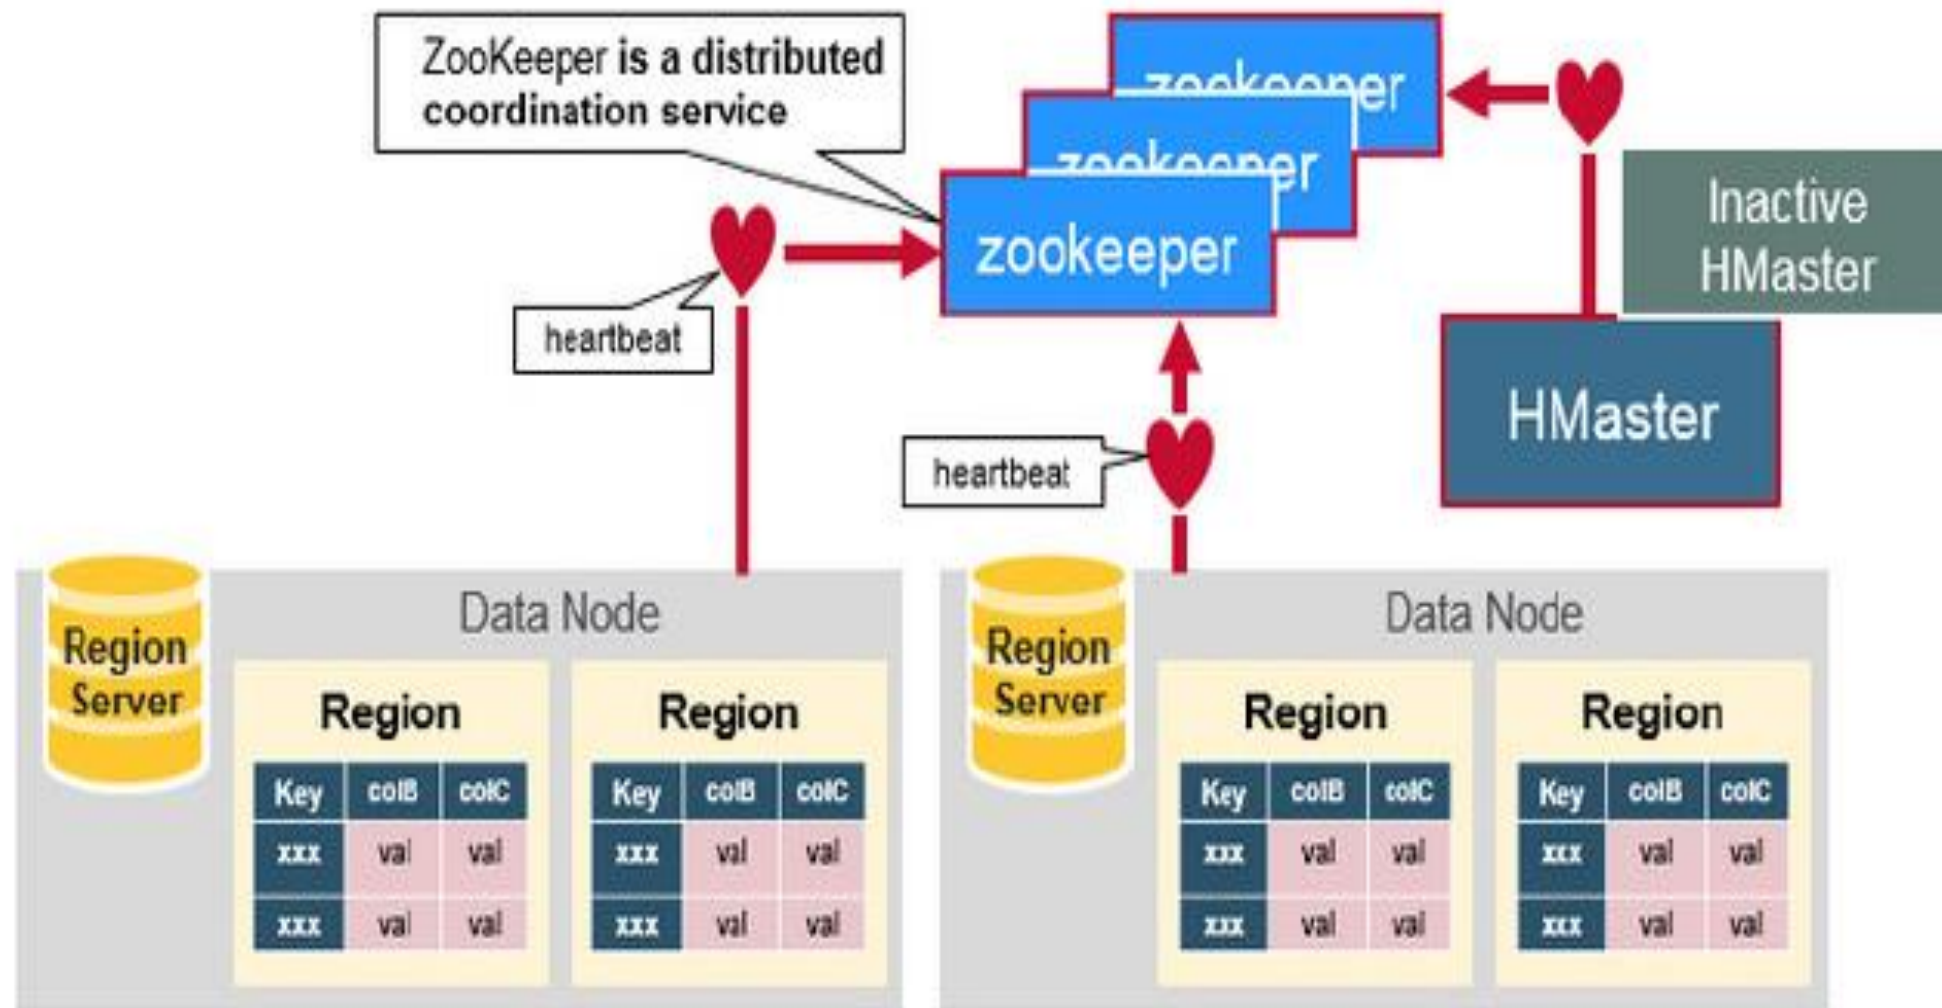 ZooKeeper is a distributed
coordination service
zookeeper
zookeeper
zookeeper
Inactive
HMaster
HMaster
heartbeat
heartbeat
Region
Server
Data Node
Region
Key colB colC
xxx val val
xxx val val
Region
Key colB colC
xxx val val
xxx val val
Region
Server
Data Node
Region
Key colB colC
xxx val val
xxx val val
Region
Key colB colC
xxx val val
xxx val val